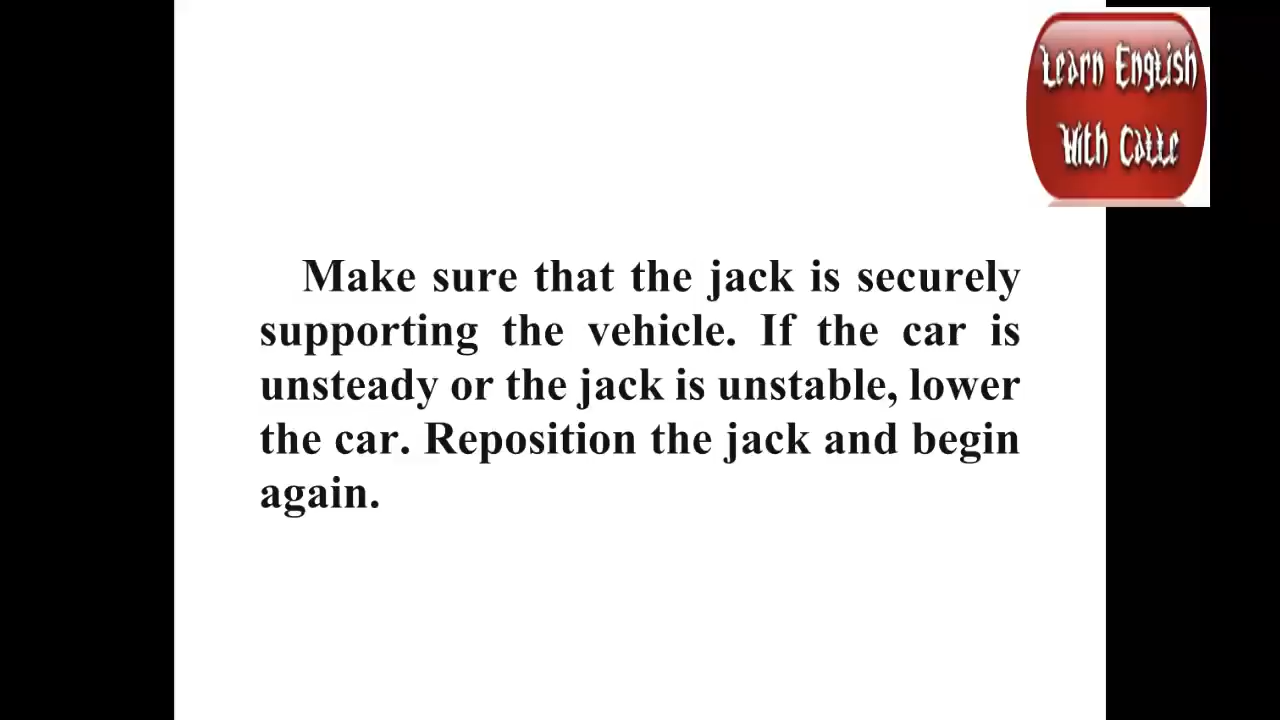 Learn English
With Catte
Make sure that the jack is securely
supporting the vehicle. If the car is
unsteady or the jack is unstable, lower
the car. Reposition the jack and begin
again.